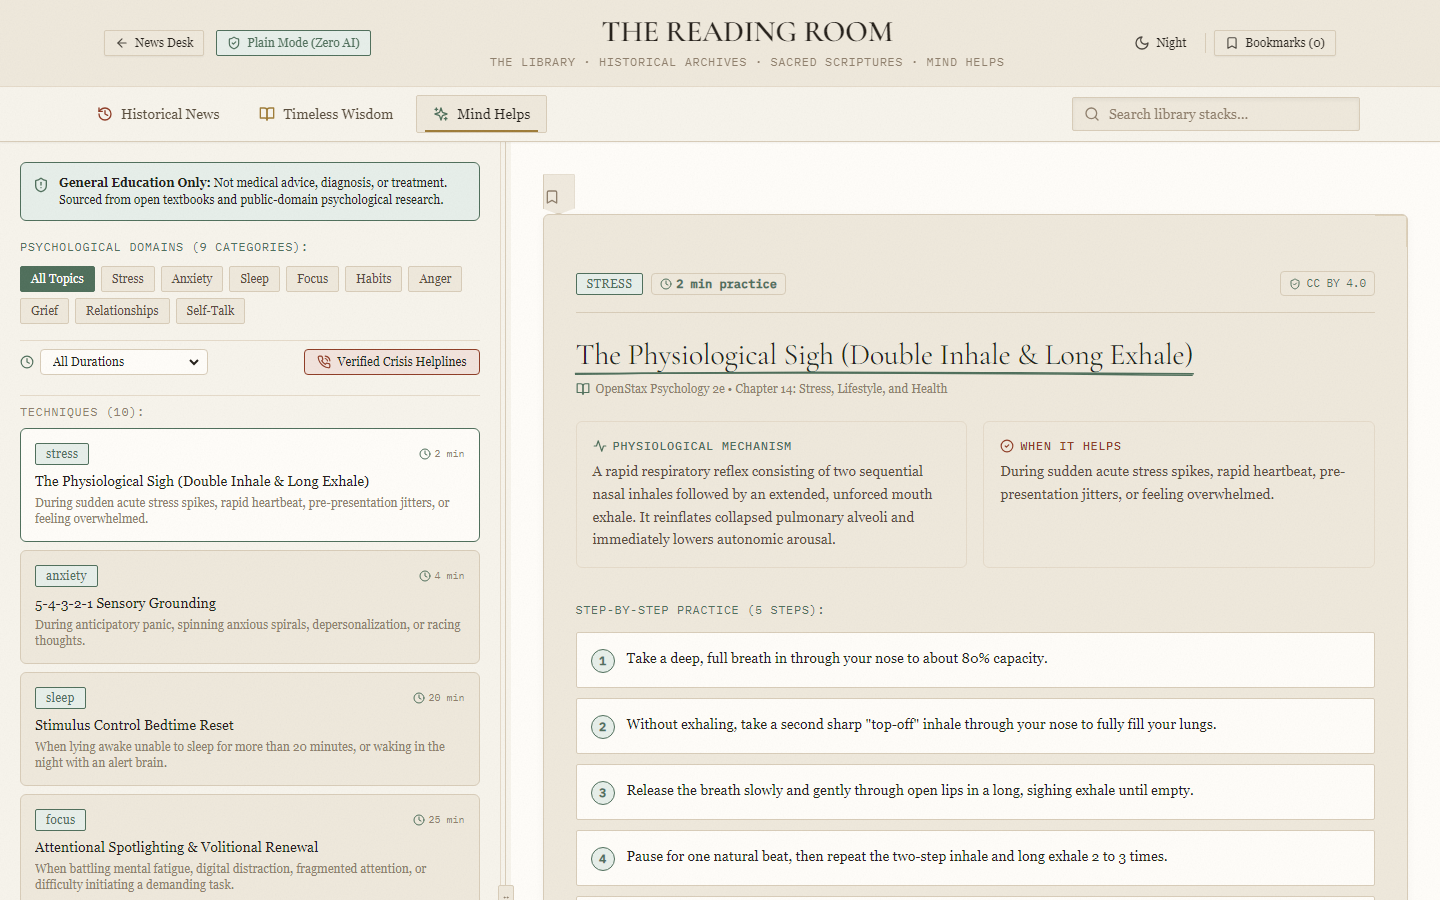 News Desk
Plain Mode (Zero AI)
THE READING ROOM
THE LIBRARY · HISTORICAL ARCHIVES · SACRED SCRIPTURES · MIND HELPS
Night
Bookmarks (0)
Historical News
Timeless Wisdom
Mind Helps
Search library stacks...
General Education Only: Not medical advice, diagnosis, or treatment.
Sourced from open textbooks and public-domain psychological research.
PSYCHOLOGICAL DOMAINS (9 CATEGORIES):
All Topics
Stress
Anxiety
Sleep
Focus
Habits
Anger
Grief
Relationships
Self-Talk
All Durations
Verified Crisis Helplines
TECHNIQUES (10):
stress
2 min
The Physiological Sigh (Double Inhale & Long Exhale)
During sudden acute stress spikes, rapid heartbeat, pre-presentation jitters, or
feeling overwhelmed.
anxiety
4 min
5-4-3-2-1 Sensory Grounding
During anticipatory panic, spinning anxious spirals, depersonalization, or racing
thoughts.
sleep
20 min
Stimulus Control Bedtime Reset
When lying awake unable to sleep for more than 20 minutes, or waking in the
night with an alert brain.
focus
25 min
Attentional Spotlighting & Volitional Renewal
When battling mental fatigue, digital distraction, fragmented attention, or
difficulty initiating a demanding task.
STRESS
2 min practice
CC BY 4.0
The Physiological Sigh (Double Inhale & Long Exhale)
OpenStax Psychology 2e • Chapter 14: Stress, Lifestyle, and Health
PHYSIOLOGICAL MECHANISM
A rapid respiratory reflex consisting of two sequential
nasal inhales followed by an extended, unforced mouth
exhale. It reinflates collapsed pulmonary alveoli and
immediately lowers autonomic arousal.
WHEN IT HELPS
During sudden acute stress spikes, rapid heartbeat, pre-
presentation jitters, or feeling overwhelmed.
STEP-BY-STEP PRACTICE (5 STEPS):
1 Take a deep, full breath in through your nose to about 80% capacity.
2 Without exhaling, take a second sharp "top-off" inhale through your nose to fully fill your lungs.
3 Release the breath slowly and gently through open lips in a long, sighing exhale until empty.
4 Pause for one natural beat, then repeat the two-step inhale and long exhale 2 to 3 times.